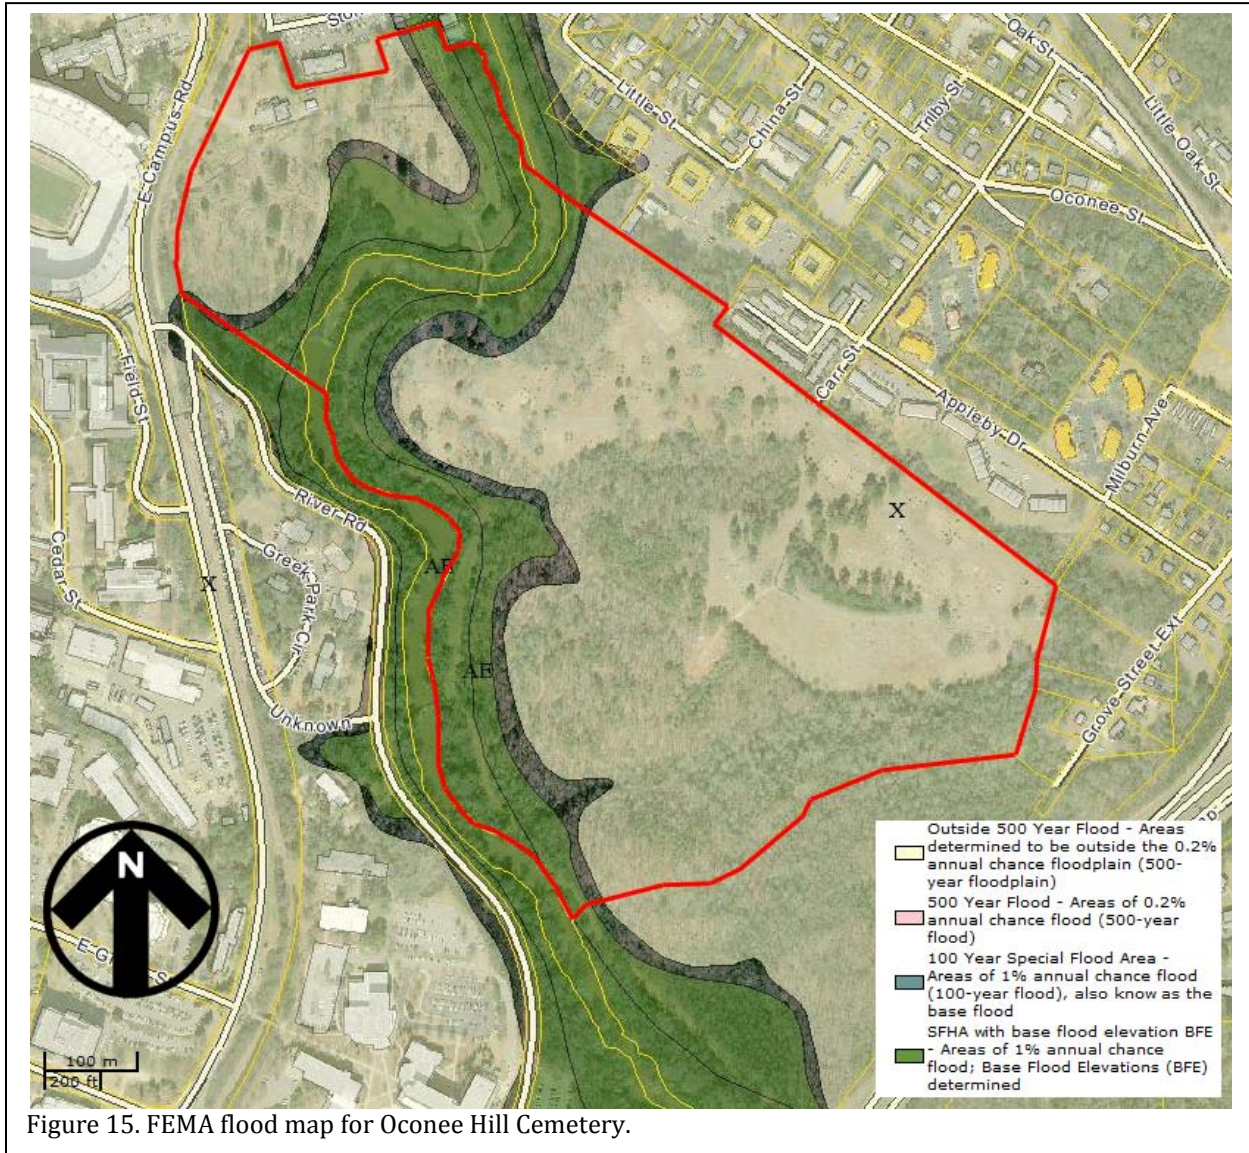 Oak St
Little Oak St
Trilby St
China St
Little St
Oconee St
E Campus Rd
Field St
Cedar St
River Rd
Greek Park Cir
Unknown
Carr St
Appleby Dr
Milburn Ave
Grove Street Ext
X
X
AE
AE
N
100 m
200 ft
Outside 500 Year Flood - Areas
determined to be outside the 0.2%
annual chance floodplain (500-
year floodplain)
500 Year Flood - Areas of 0.2%
annual chance flood (500-year
flood)
100 Year Special Flood Area -
Areas of 1% annual chance flood
(100-year flood), also know as the
base flood
SFHA with base flood elevation BFE
- Areas of 1% annual chance
flood; Base Flood Elevations (BFE)
determined
Figure 15. FEMA flood map for Oconee Hill Cemetery.